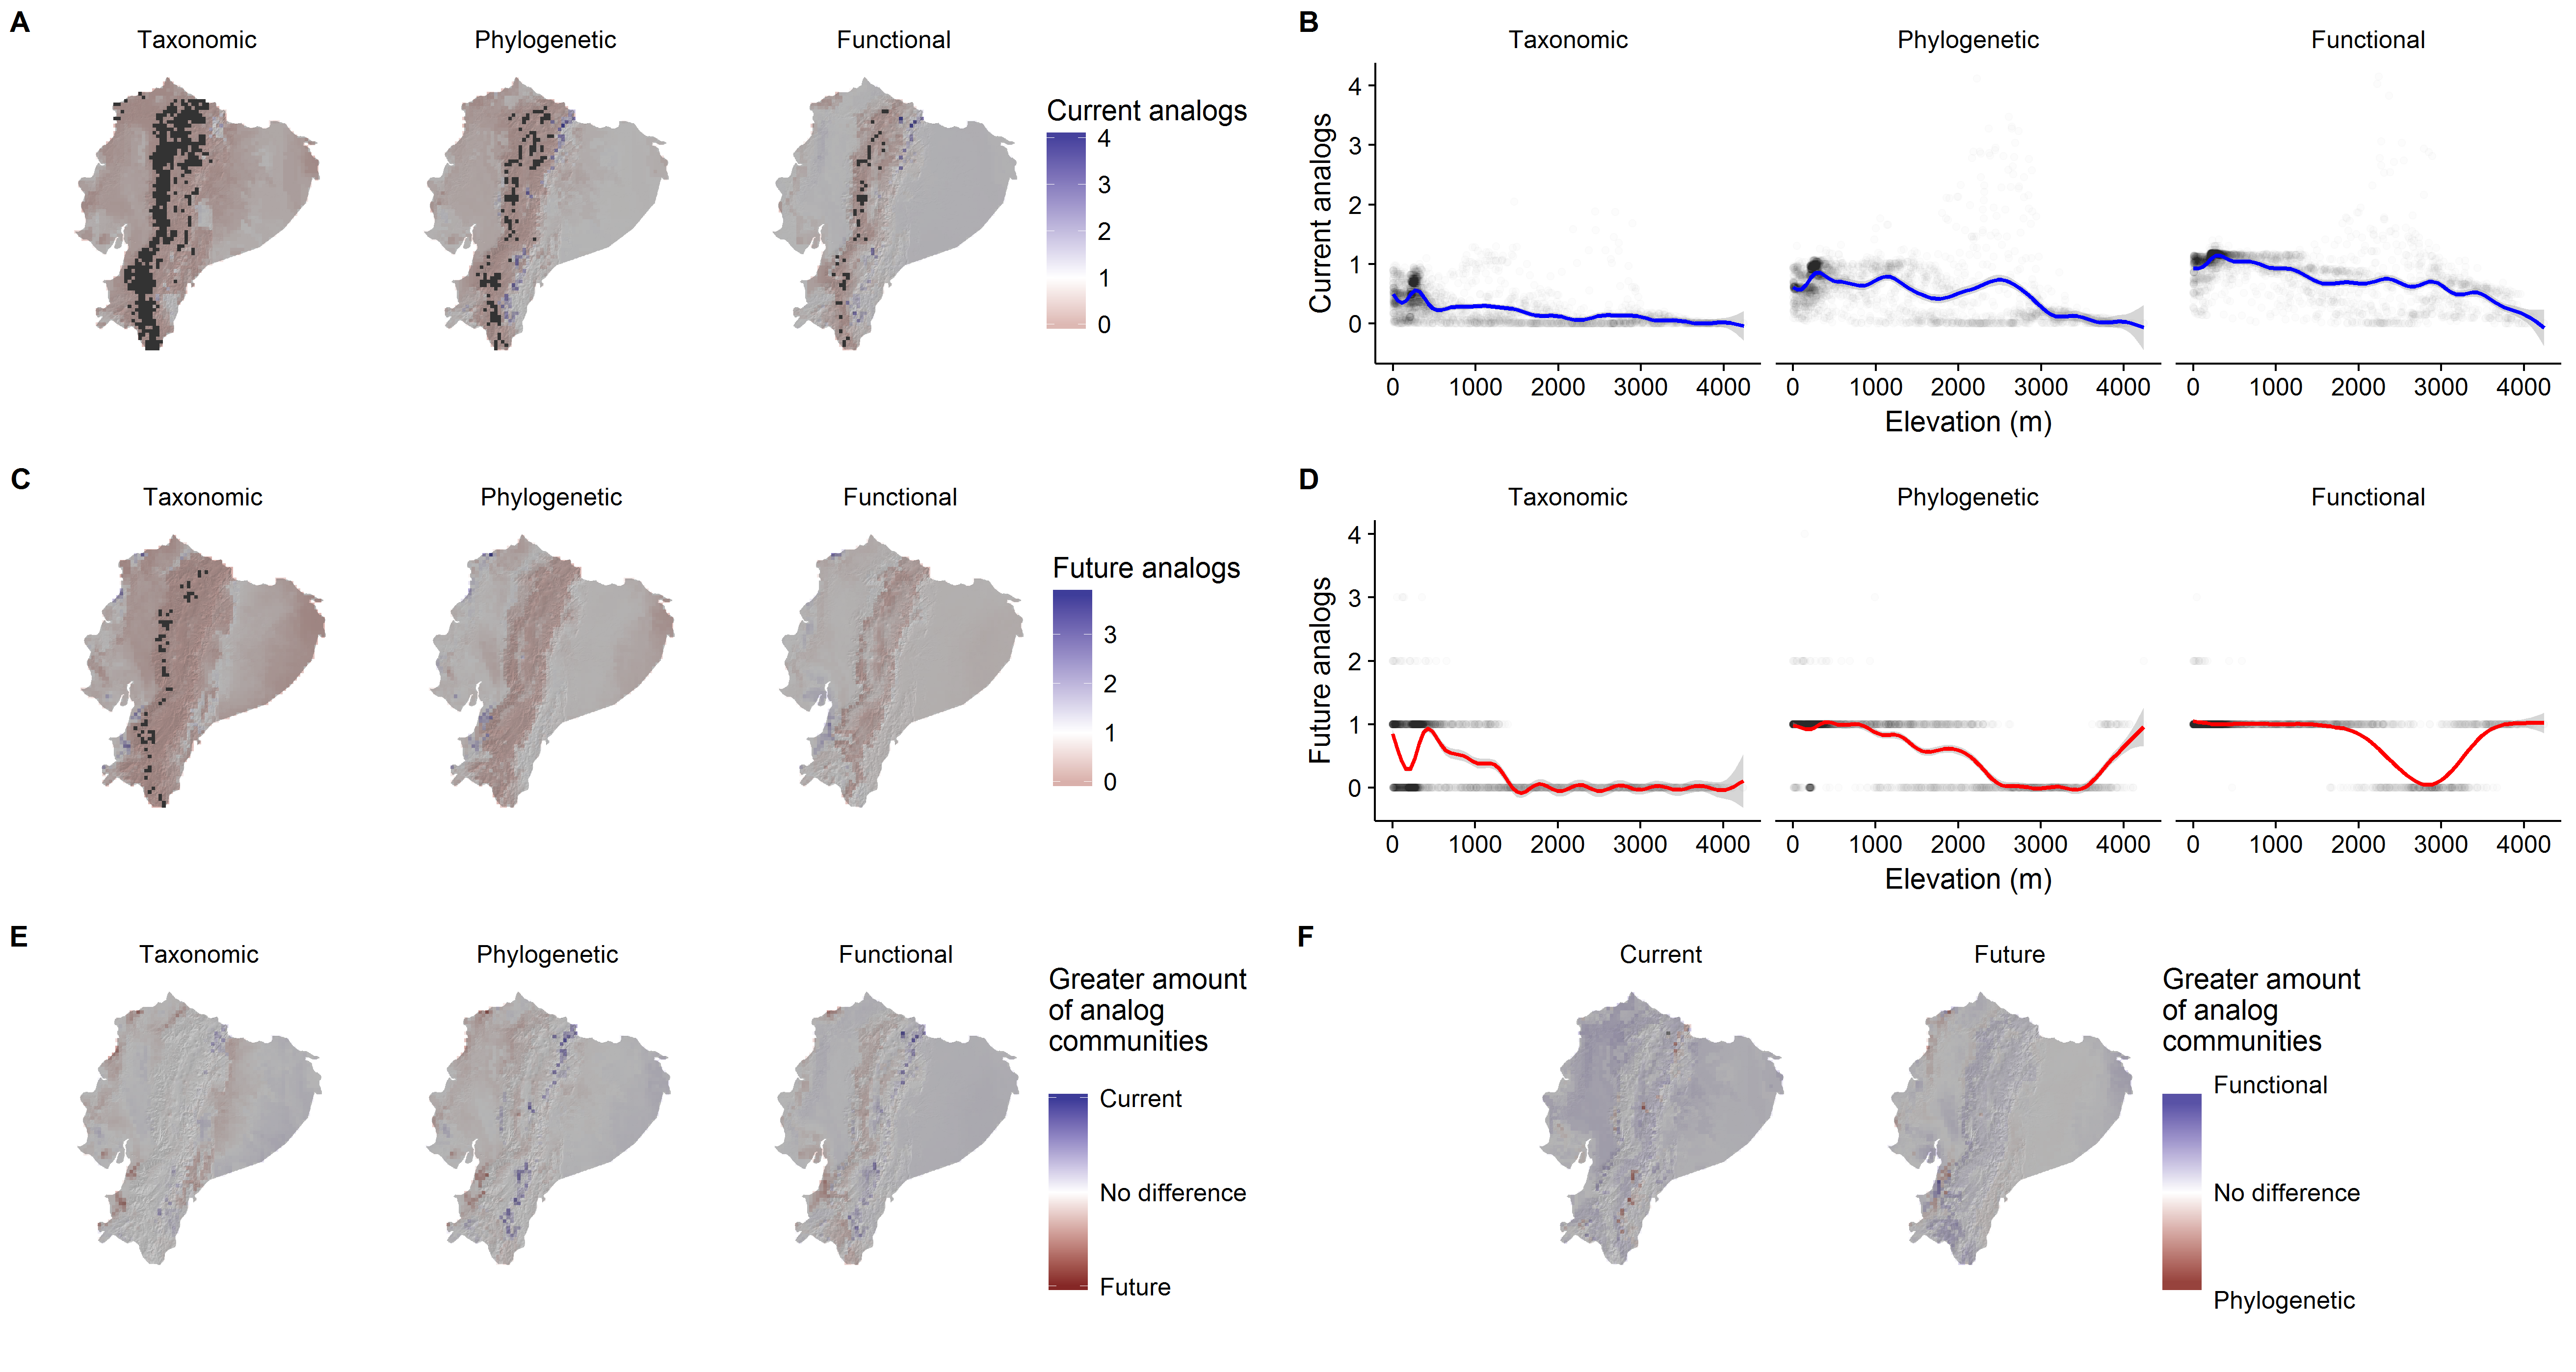 A
Taxonomic
Phylogenetic
Functional
Current analogs
4
3
2
1
0
B
Taxonomic
Phylogenetic
Functional
Current analogs
4
3
2
1
0
0 1000 2000 3000 4000
0 1000 2000 3000 4000
0 1000 2000 3000 4000
Elevation (m)
C
Taxonomic
Phylogenetic
Functional
Future analogs
3
2
1
0
D
Taxonomic
Phylogenetic
Functional
Future analogs
4
3
2
1
0
0 1000 2000 3000 4000
0 1000 2000 3000 4000
0 1000 2000 3000 4000
Elevation (m)
E
Taxonomic
Phylogenetic
Functional
Greater amount
of analog
communities
Current
No difference
Future
F
Current
Future
Greater amount
of analog
communities
Functional
No difference
Phylogenetic